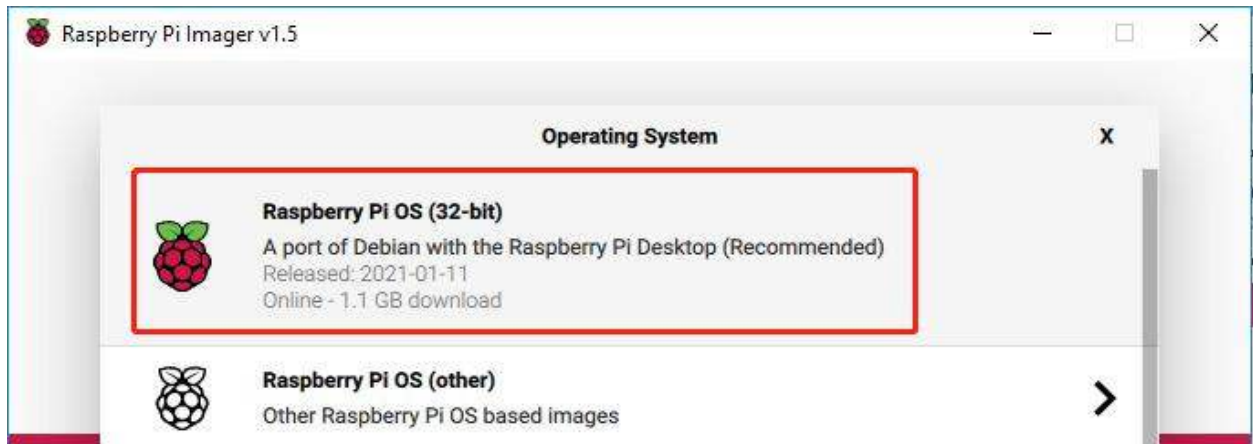 Raspberry Pi Imager v1.5
Operating System
X
Raspberry Pi OS (32-bit)
A port of Debian with the Raspberry Pi Desktop (Recommended)
Released: 2021-01-11
Online - 1.1 GB download
Raspberry Pi OS (other)
Other Raspberry Pi OS based images